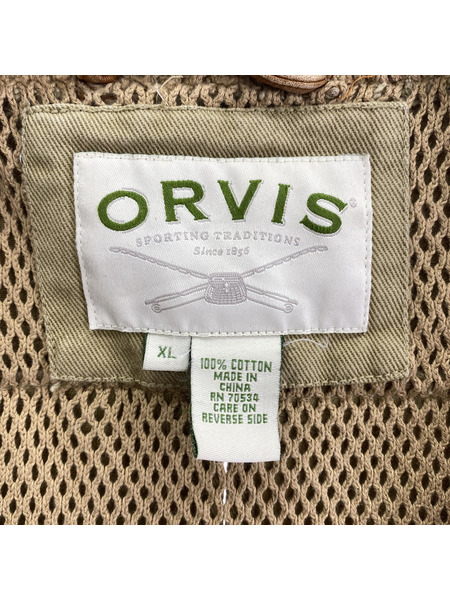 ORVIS®
SPORTING TRADITIONS
Since 1856
XL
100% COTTON
MADE IN
CHINA
RN 70534
CARE ON
REVERSE SIDE